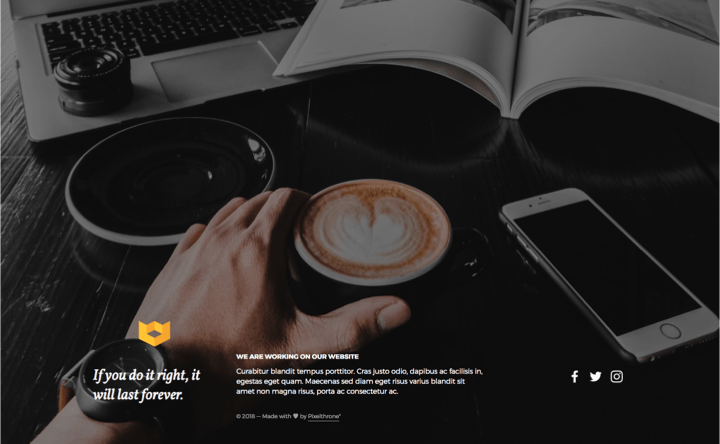 If you do it right, it
will last forever.
WE ARE WORKING ON OUR WEBSITE
Curabitur blandit tempus porttitor. Cras justo odio, dapibus ac facilisis in,
egestas eget quam. Maecenas sed diam eget risus varius blandit sit
amet non magna risus, porta ac consectetur ac.
© 2018 — Made with ♥ by Pixelthrone®